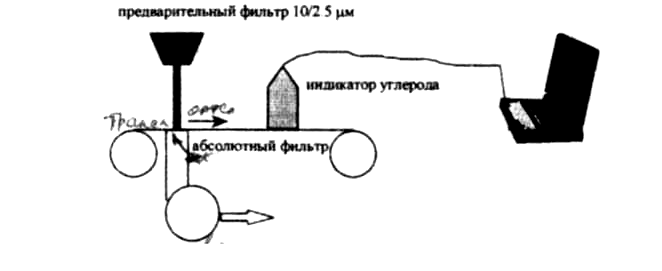 предварительный фильтр 10/2 5 μм
индикатор углерода
абсолютный фильтр